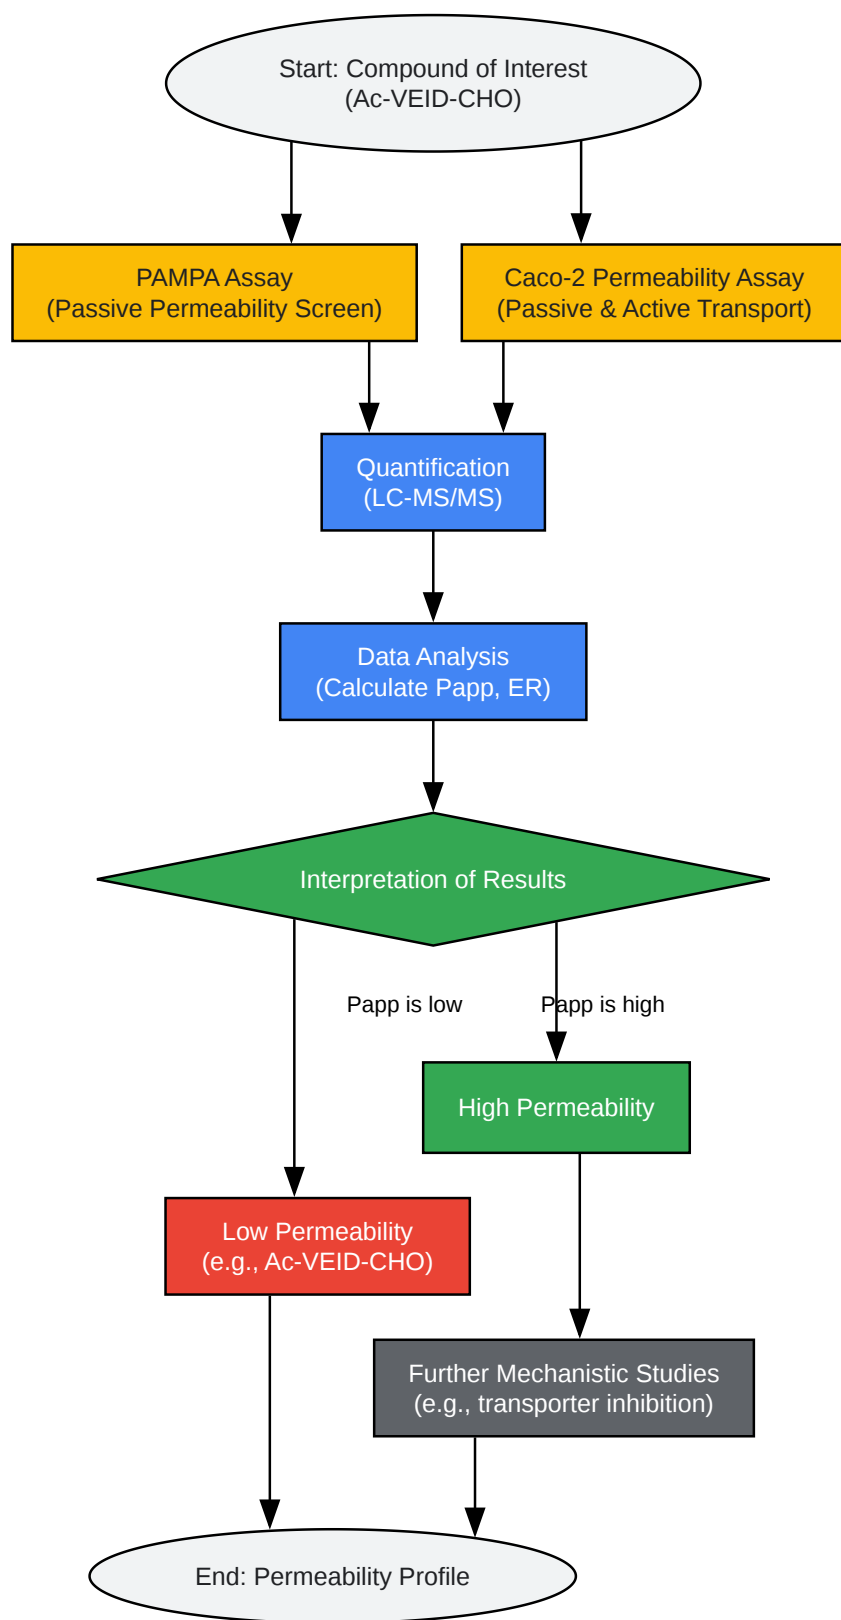 Start: Compound of Interest
(Ac-VEID-CHO)
PAMPA Assay
(Passive Permeability Screen)
Caco-2 Permeability Assay
(Passive & Active Transport)
Quantification
(LC-MS/MS)
Data Analysis
(Calculate Papp, ER)
Interpretation of Results
Papp is low
Papp is high
High Permeability
Low Permeability
(e.g., Ac-VEID-CHO)
Further Mechanistic Studies
(e.g., transporter inhibition)
End: Permeability Profile